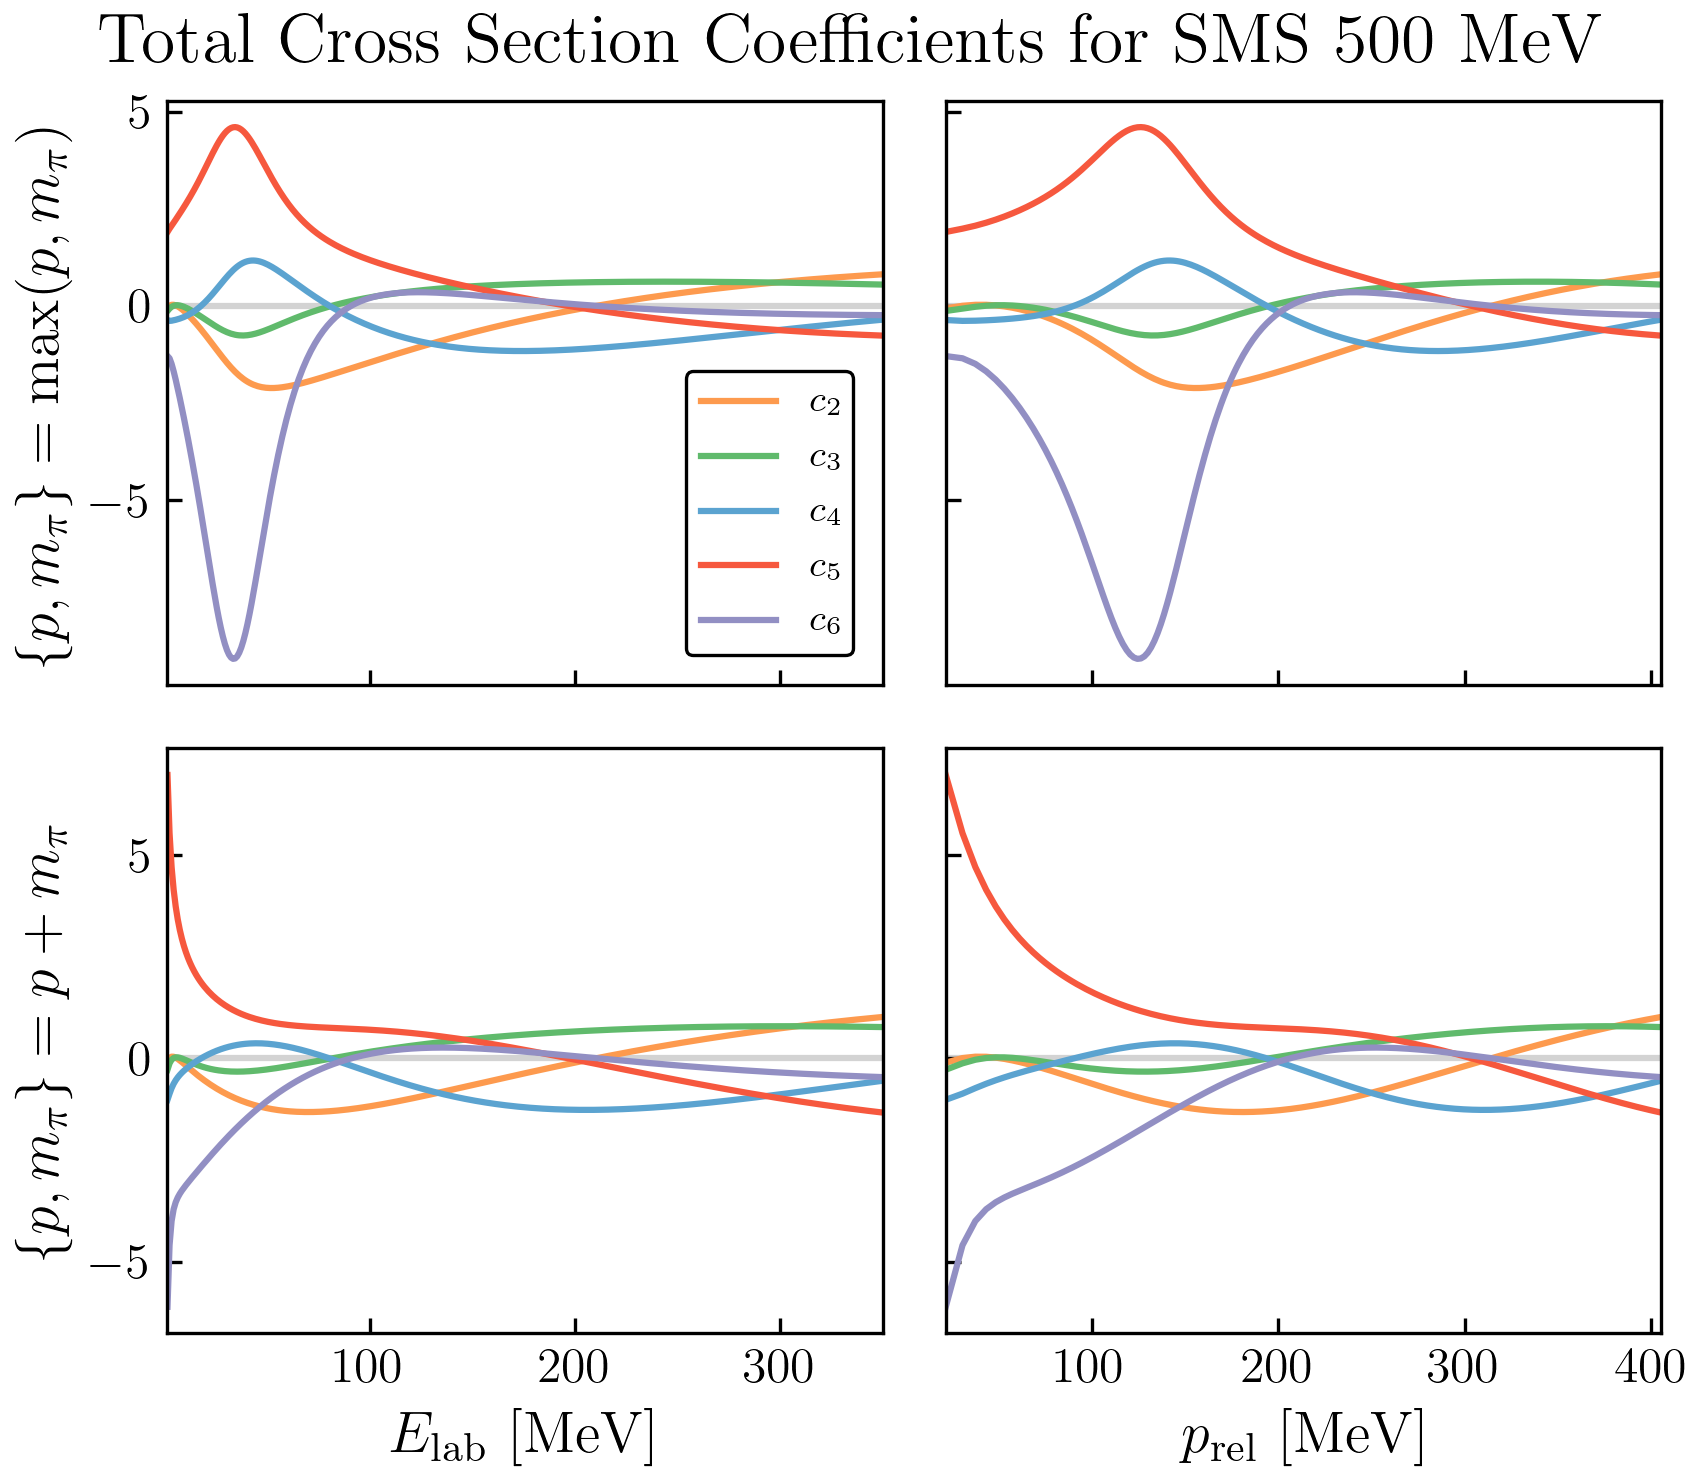 Total Cross Section Coefficients for SMS 500 MeV
{p, m_π} = max(p, m_π)
5
0
−5
c_2
c_3
c_4
c_5
c_6
{p, m_π} = p + m_π
5
0
−5
100 200 300
100 200 300 400
E_lab [MeV]
p_rel [MeV]